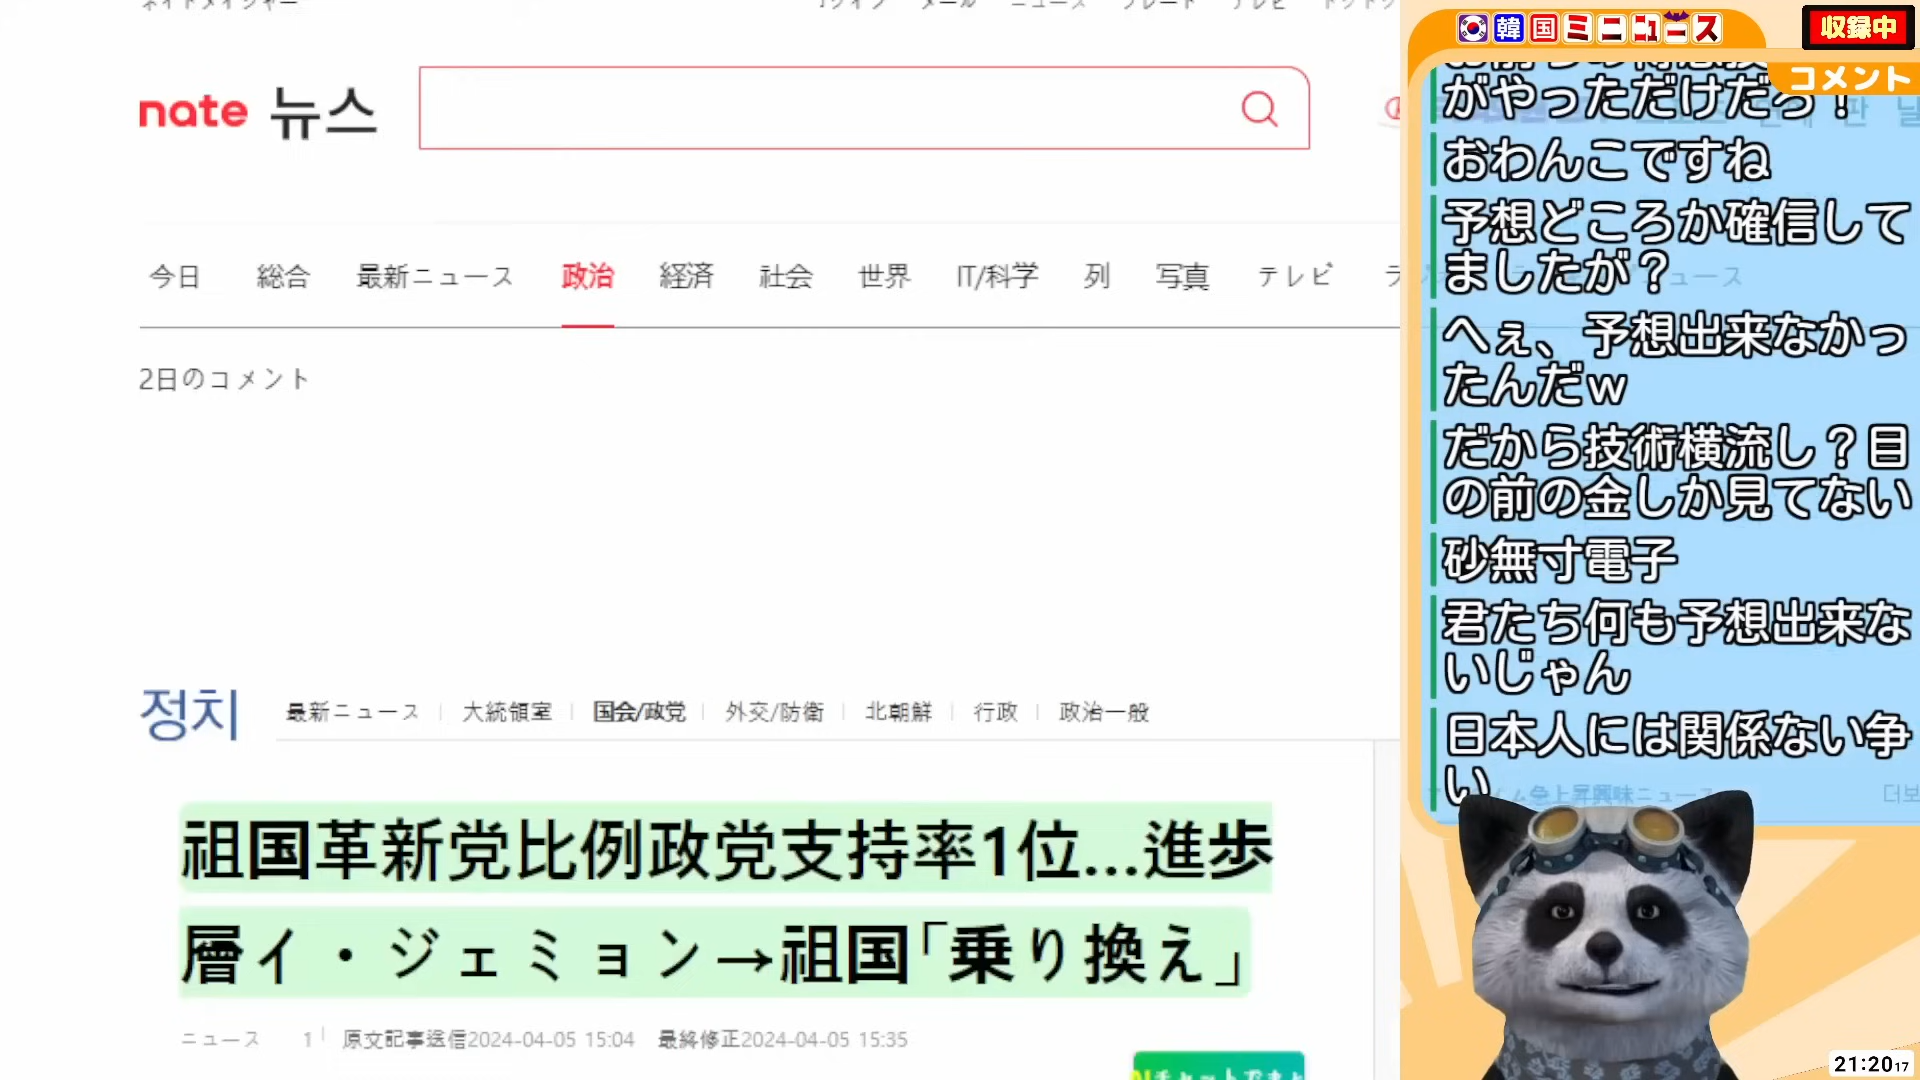 nate 뉴스
今日 総合 最新ニュース 政治 経済 社会 世界 IT/科学 列 写真 テレビ
2日のコメント
정치 最新ニュース 大統領室 国会/政党 外交/防衛 北朝鮮 行政 政治一般
祖国革新党比例政党支持率1位...進歩
層イ・ジェミョン→祖国「乗り換え」
ニュース 1 原文記事送信2024-04-05 15:04 最終修正2024-04-05 15:35
韓国ミニニュース
収録中
コメント
がやっただけだろ！
おわんこですね
予想どころか確信して
ましたが？
へぇ、予想出来なかっ
たんだｗ
だから技術横流し？目
の前の金しか見てない
砂無寸電子
君たち何も予想出来な
いじゃん
日本人には関係ない争
い
21:20 17